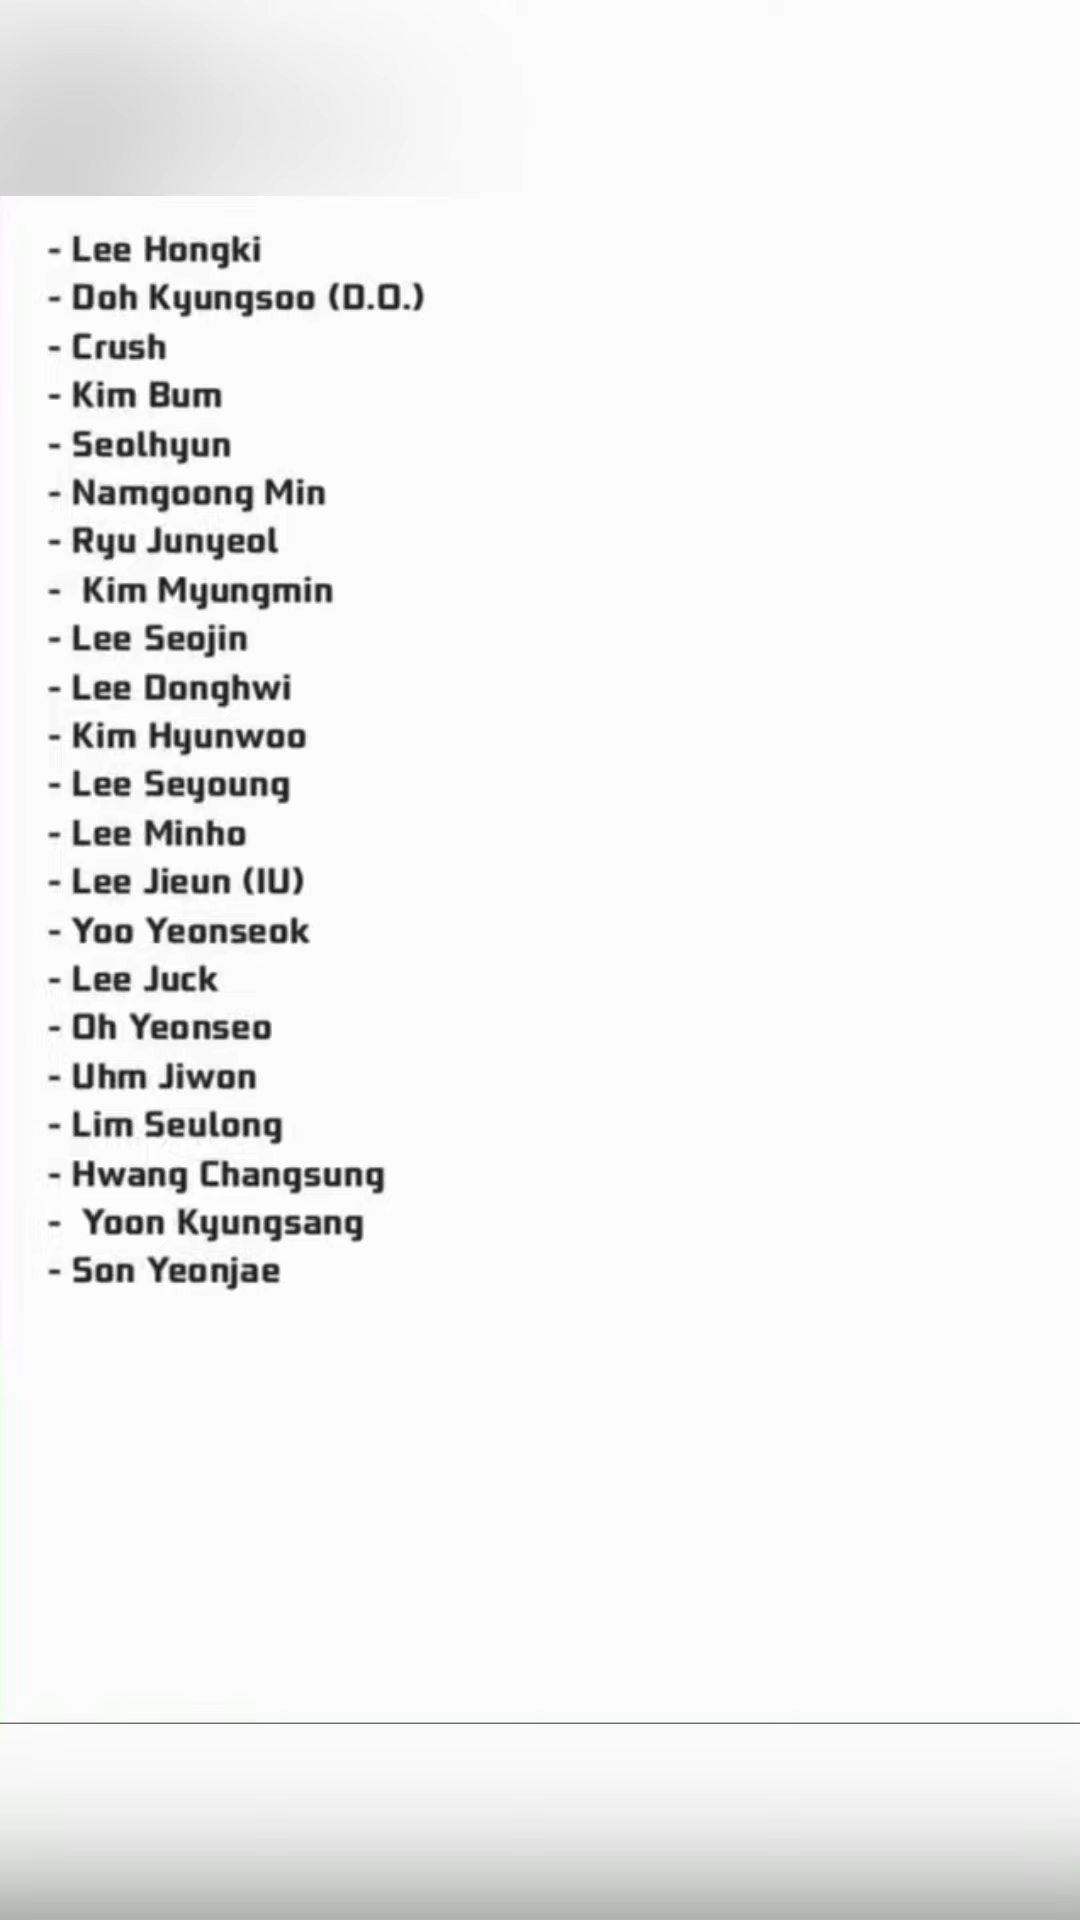 - Lee Hongki
- Doh Kyungsoo (D.O.)
- Crush
- Kim Bum
- Seolhyun
- Namgoong Min
- Ryu Junyeol
- Kim Myungmin
- Lee Seojin
- Lee Donghwi
- Kim Hyunwoo
- Lee Seyoung
- Lee Minho
- Lee Jieun (IU)
- Yoo Yeonseok
- Lee Juck
- Oh Yeonseo
- Uhm Jiwon
- Lim Seulong
- Hwang Changsung
- Yoon Kyungsang
- Son Yeonjae